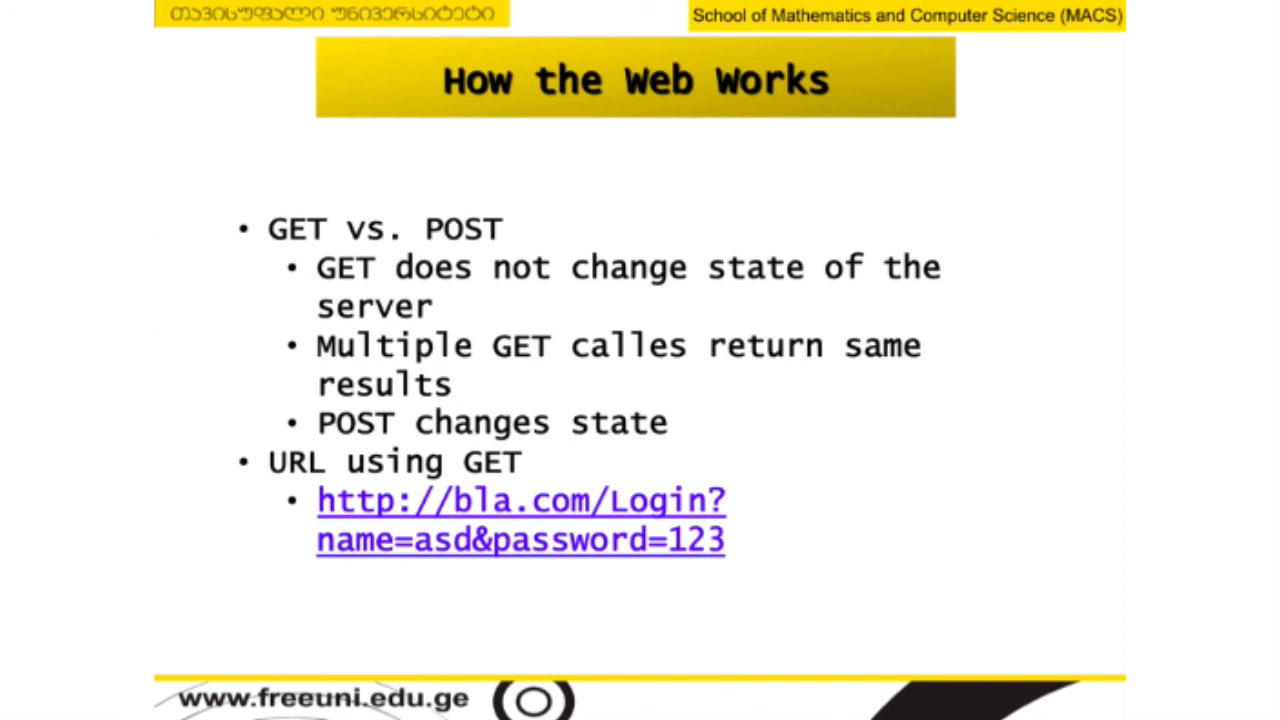 თავისუფალი უნივერსიტეტი
School of Mathematics and Computer Science (MACS)
How the Web Works
• GET vs. POST
• GET does not change state of the
server
• Multiple GET calles return same
results
• POST changes state
• URL using GET
• http://bla.com/Login?
name=asd&password=123
www.freeuni.edu.ge